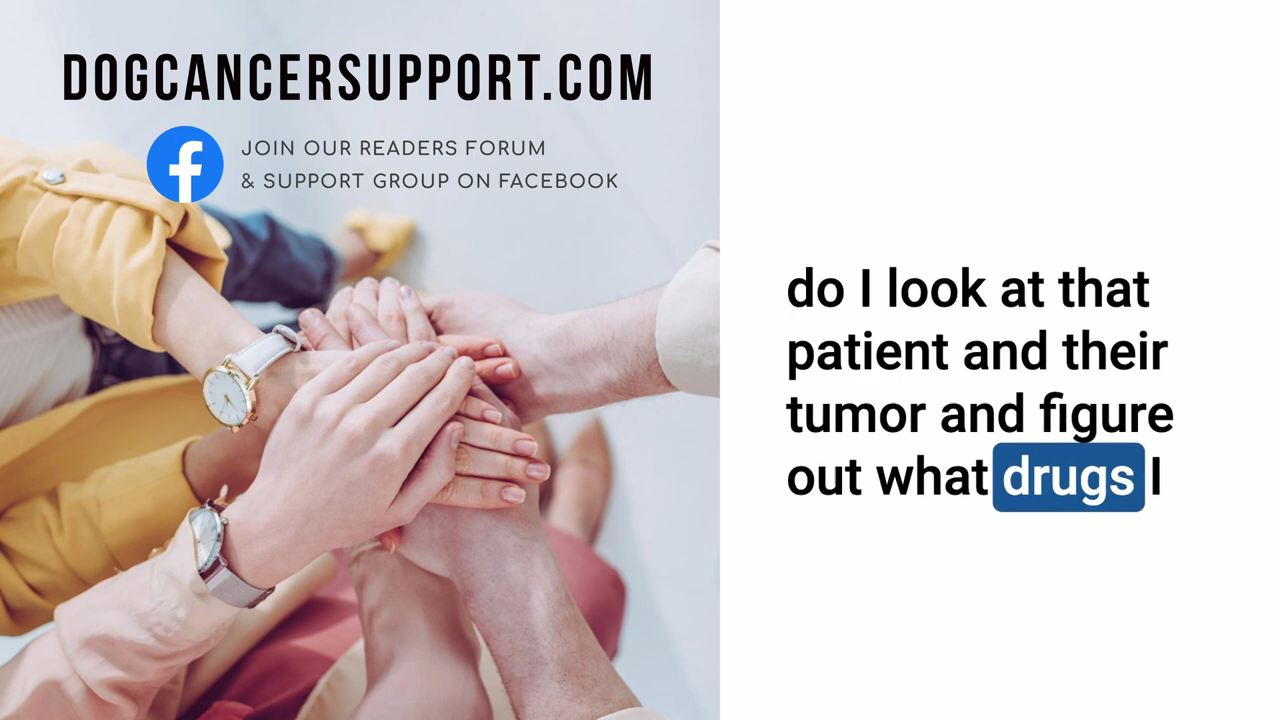 DOGCANCERSUPPORT.COM
JOIN OUR READERS FORUM
& SUPPORT GROUP ON FACEBOOK
do I look at that
patient and their
tumor and figure
out what drugs I